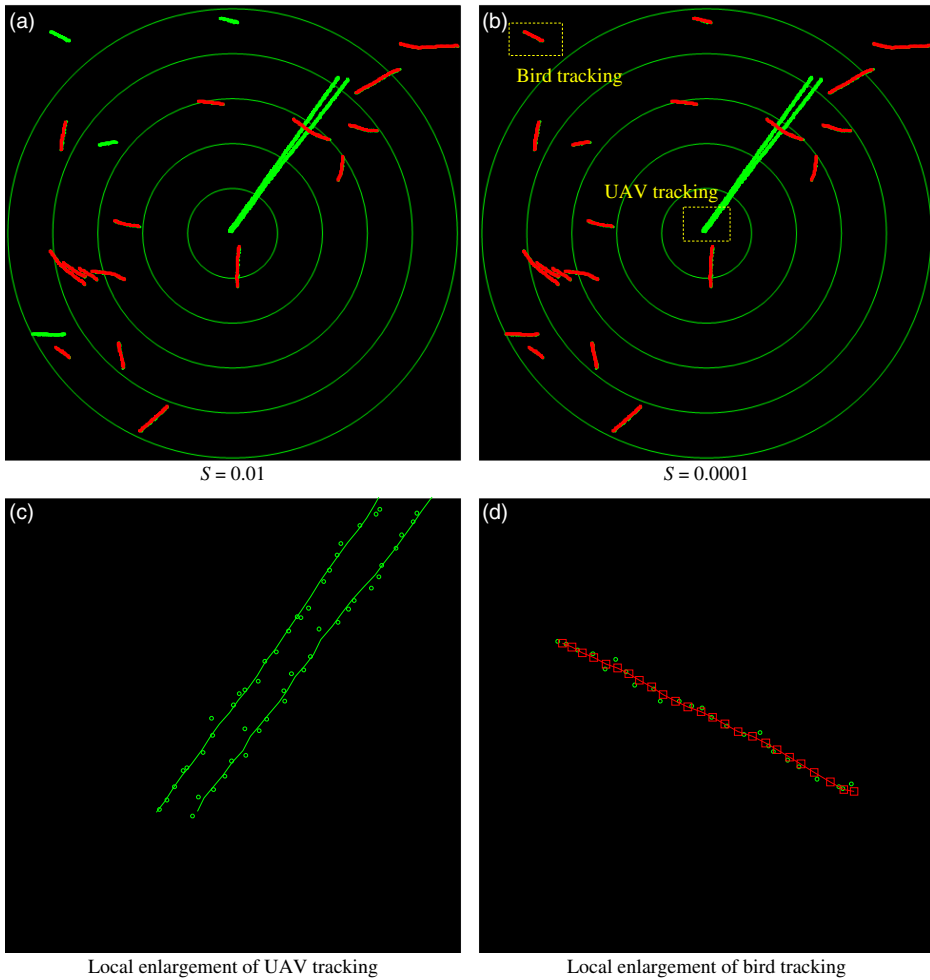 (a)
(b)
Bird tracking
UAV tracking
S = 0.01
S = 0.0001
(c)
(d)
Local enlargement of UAV tracking
Local enlargement of bird tracking